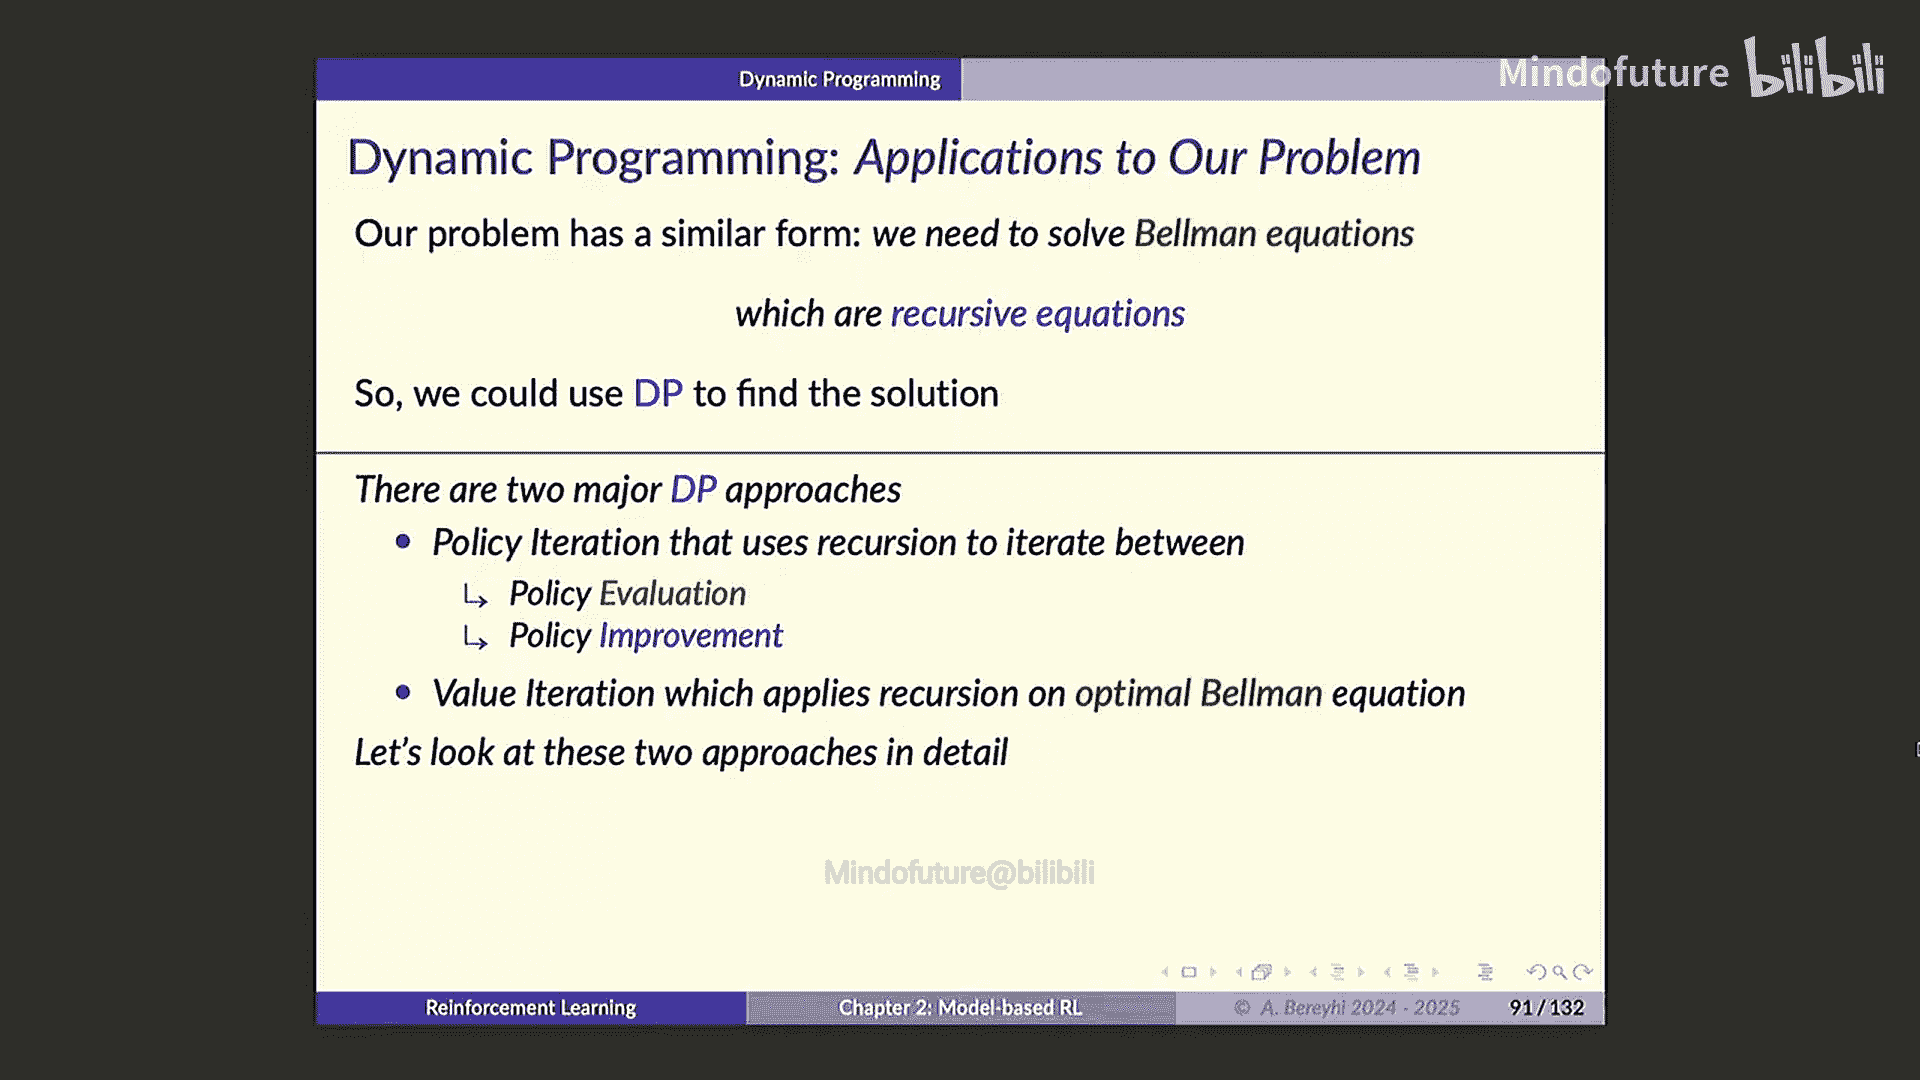 Mindofuture bilibili
Dynamic Programming
Dynamic Programming: Applications to Our Problem
Our problem has a similar form: we need to solve Bellman equations
which are recursive equations
So, we could use DP to find the solution
There are two major DP approaches
• Policy Iteration that uses recursion to iterate between
↳ Policy Evaluation
↳ Policy Improvement
• Value Iteration which applies recursion on optimal Bellman equation
Let's look at these two approaches in detail
Mindofuture@bilibili
Reinforcement Learning
Chapter 2: Model-based RL
© A. Bereyhi 2024 - 2025
91 / 132